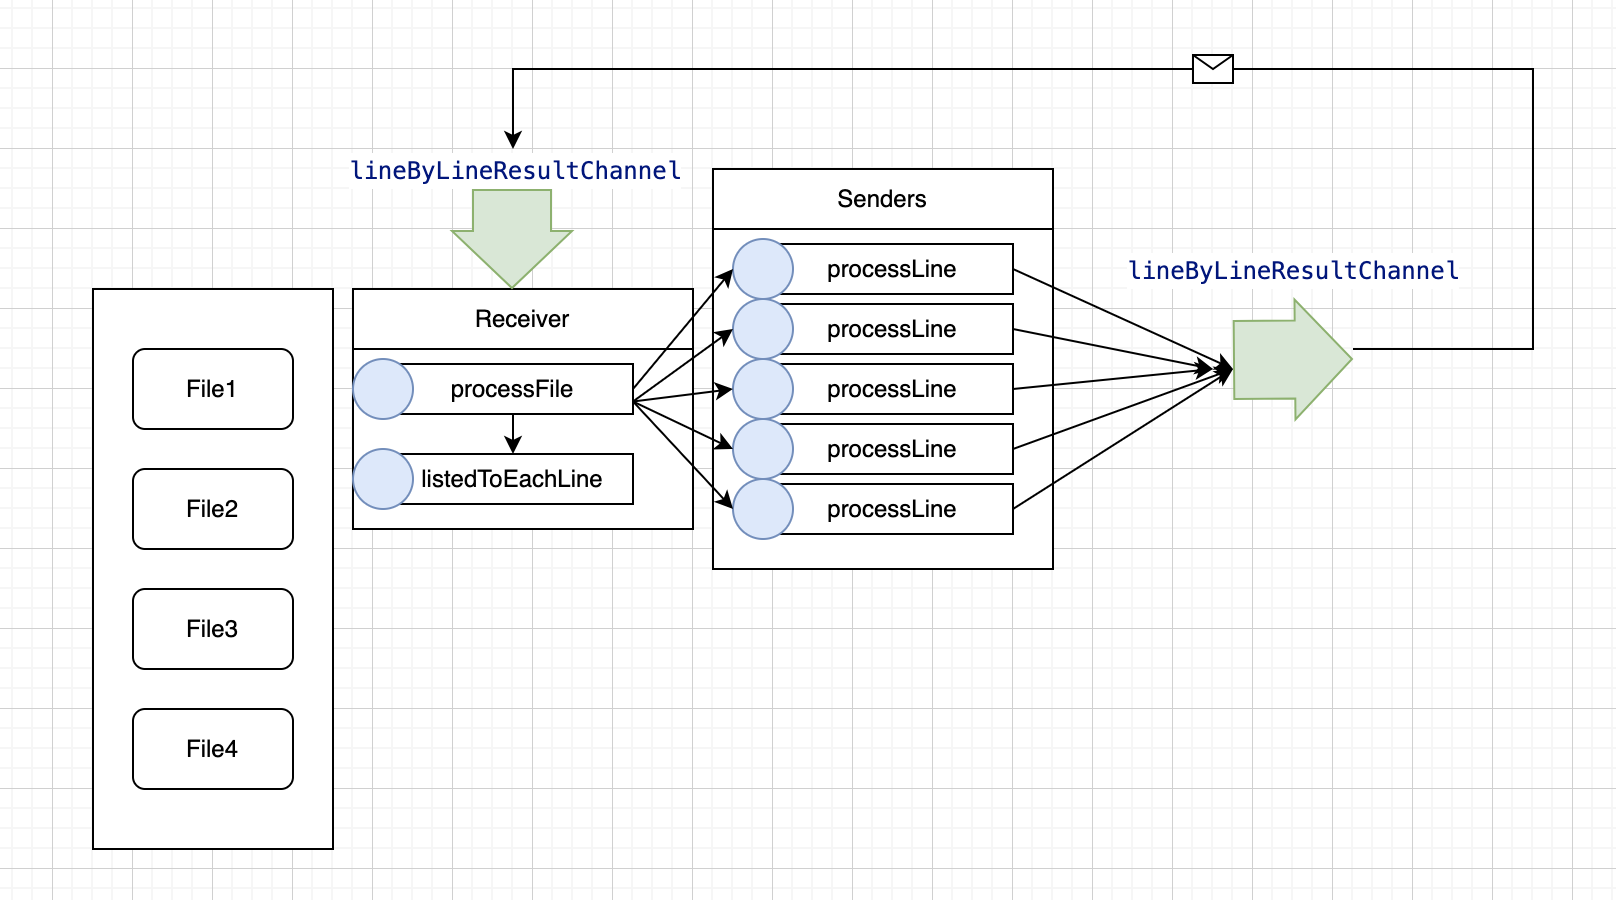 lineByLineResultChannel
Senders
processLine
processLine
processLine
processLine
processLine
lineByLineResultChannel
Receiver
processFile
listedToEachLine
File1
File2
File3
File4